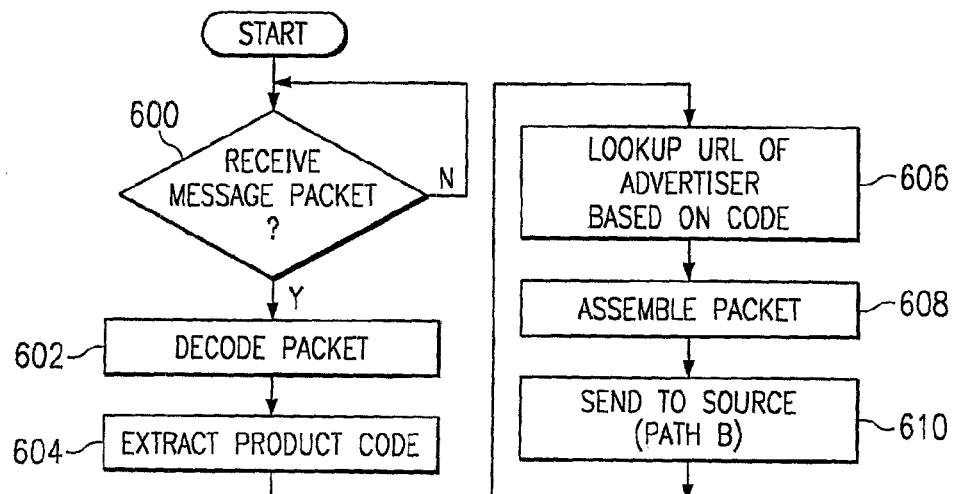 START
600
RECEIVE
MESSAGE PACKET
?
N
Y
602
DECODE PACKET
604
EXTRACT PRODUCT CODE
LOOKUP URL OF
ADVERTISER
BASED ON CODE
606
ASSEMBLE PACKET
608
SEND TO SOURCE
(PATH B)
610